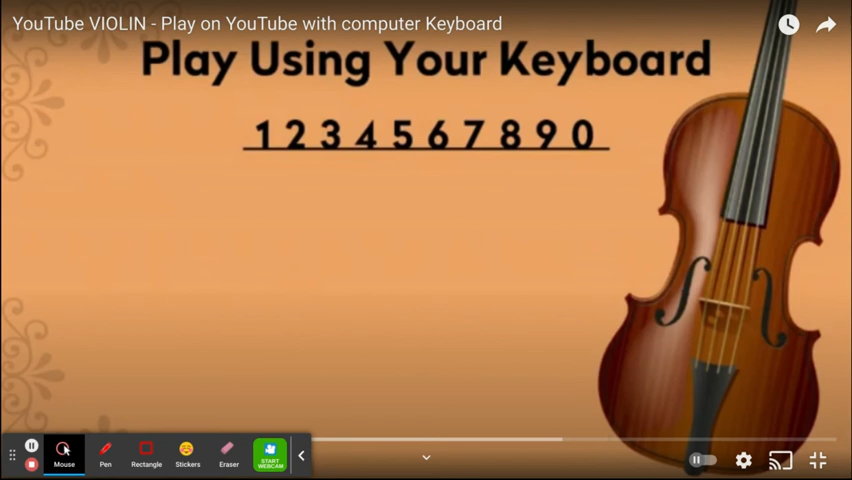 YouTube VIOLIN - Play on YouTube with computer Keyboard
Play Using Your Keyboard
1 2 3 4 5 6 7 8 9 0
Mouse
Pen
Rectangle
Stickers
Eraser
START
WEBCAM